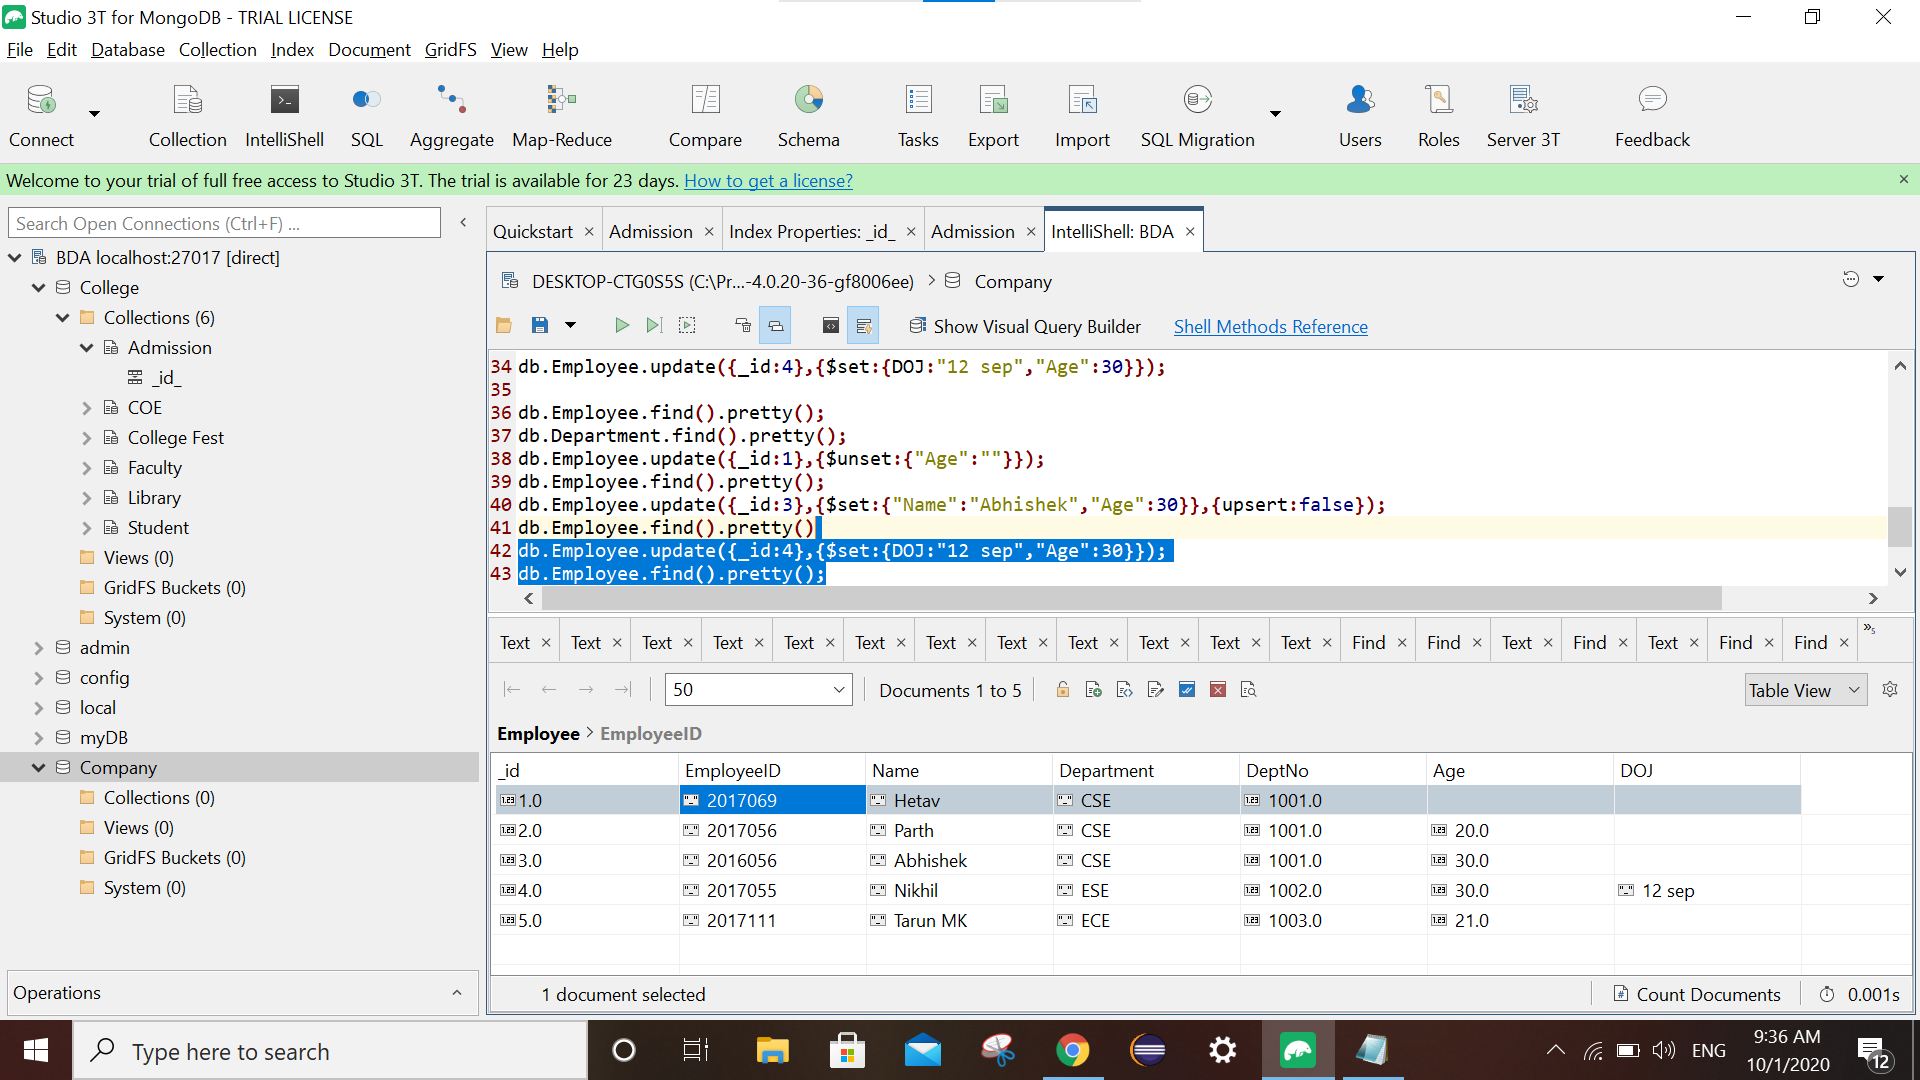 Studio 3T for MongoDB - TRIAL LICENSE
File Edit Database Collection Index Document GridFS View Help
Connect Collection IntelliShell SQL Aggregate Map-Reduce Compare Schema Tasks Export Import SQL Migration Users Roles Server 3T Feedback
Welcome to your trial of full free access to Studio 3T. The trial is available for 23 days. How to get a license?
Search Open Connections (Ctrl+F) ...
BDA localhost:27017 [direct]
College
Collections (6)
Admission
_id_
COE
College Fest
Faculty
Library
Student
Views (0)
GridFS Buckets (0)
System (0)
admin
config
local
myDB
Company
Collections (0)
Views (0)
GridFS Buckets (0)
System (0)
Operations
Quickstart Admission Index Properties: _id_ Admission IntelliShell: BDA
DESKTOP-CTG0S5S (C:\Pr...-4.0.20-36-gf8006ee) > Company
Show Visual Query Builder Shell Methods Reference
34 db.Employee.update({_id:4},{$set:{DOJ:"12 sep","Age":30}});
35
36 db.Employee.find().pretty();
37 db.Department.find().pretty();
38 db.Employee.update({_id:1},{$unset:{"Age":""}});
39 db.Employee.find().pretty();
40 db.Employee.update({_id:3},{$set:{"Name":"Abhishek","Age":30}},{upsert:false});
41 db.Employee.find().pretty()
42 db.Employee.update({_id:4},{$set:{DOJ:"12 sep","Age":30}});
43 db.Employee.find().pretty();
Text Text Text Text Text Text Text Text Text Text Text Text Find Find Text Find Text Find Find »5
50 Documents 1 to 5 Table View
Employee > EmployeeID
_id EmployeeID Name Department DeptNo Age DOJ
1.0 2017069 Hetav CSE 1001.0
2.0 2017056 Parth CSE 1001.0 20.0
3.0 2016056 Abhishek CSE 1001.0 30.0
4.0 2017055 Nikhil ESE 1002.0 30.0 12 sep
5.0 2017111 Tarun MK ECE 1003.0 21.0
1 document selected Count Documents 0.001s
Type here to search
ENG
9:36 AM
10/1/2020
12